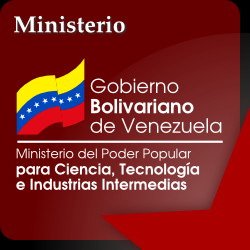 Ministerio
Gobierno
Bolivariano
de Venezuela
Ministerio del Poder Popular
para Ciencia, Tecnología
e Industrias Intermedias